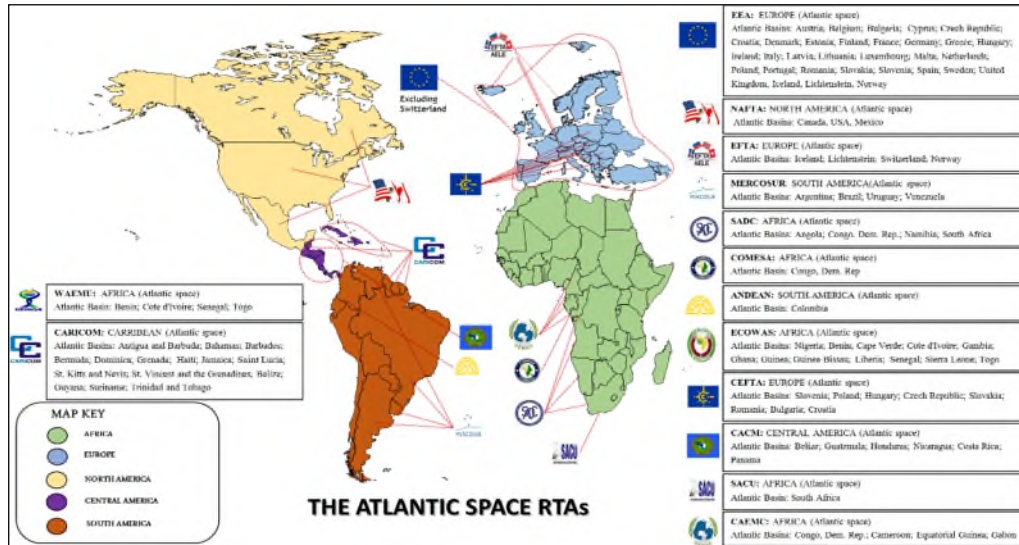 EFTA
AELE
Excluding
Switzerland
CARICOM
WAEMU: AFRICA (Atlantic space)
Atlantic Basin: Benin; Cote d'Ivoire; Senegal; Togo
CARICOM: CARRIBEAN (Atlantic space)
Atlantic Basin: Antigua and Barbuda; Bahamas; Barbados;
Bermuda; Dominica; Grenada; Haiti; Jamaica; Saint Lucia;
St. Kitts and Nevis; St. Vincent and the Grenadines; Belize;
Guyana; Suriname; Trinidad and Tobago
MAP KEY
AFRICA
EUROPE
NORTH AMERICA
CENTRAL AMERICA
SOUTH AMERICA
SACU
THE ATLANTIC SPACE RTAs
EEA: EUROPE (Atlantic space)
Atlantic Basins: Austria; Belgium; Bulgaria; Cyprus; Czech Republic;
Croatia; Denmark; Estonia; Finland; France; Germany; Greece; Hungary;
Ireland; Italy; Latvia; Lithuania; Luxembourg; Malta; Netherlands;
Poland; Portugal; Romania; Slovakia; Slovenia; Spain; Sweden; United
Kingdom, Iceland, Lichtenstein, Norway
NAFTA: NORTH AMERICA (Atlantic space)
Atlantic Basin: Canada, USA, Mexico
EFTA: EUROPE (Atlantic space)
Atlantic Basin: Iceland; Lichtenstein; Switzerland; Norway
MERCOSUR: SOUTH AMERICA(Atlantic space)
Atlantic Basin: Argentina; Brazil; Uruguay; Venezuela
SADC: AFRICA (Atlantic space)
Atlantic Basin: Angola; Congo, Dem. Rep.; Namibia; South Africa
COMESA: AFRICA (Atlantic space)
Atlantic Basin: Congo, Dem. Rep
ANDEAN: SOUTH-AMERICA (Atlantic space)
Atlantic Basin: Colombia
ECOWAS: AFRICA (Atlantic space)
Atlantic Basin: Nigeria; Benin; Cape Verde; Cote d'Ivoire; Gambia;
Ghana; Guinea; Guinea Bissau; Liberia; Senegal; Sierra Leone; Togo
CEFTA: EUROPE (Atlantic space)
Atlantic Basin: Slovenia; Poland; Hungary; Czech Republic; Slovakia;
Romania; Bulgaria; Croatia
CACM: CENTRAL AMERICA (Atlantic space)
Atlantic Basin: Belize; Guatemala; Honduras; Nicaragua; Costa Rica;
Panama
SACU: AFRICA (Atlantic space)
Atlantic Basin: South Africa
CAEMC: AFRICA (Atlantic space)
Atlantic Basin: Congo, Dem. Rep.; Cameroon; Equatorial Guinea; Gabon